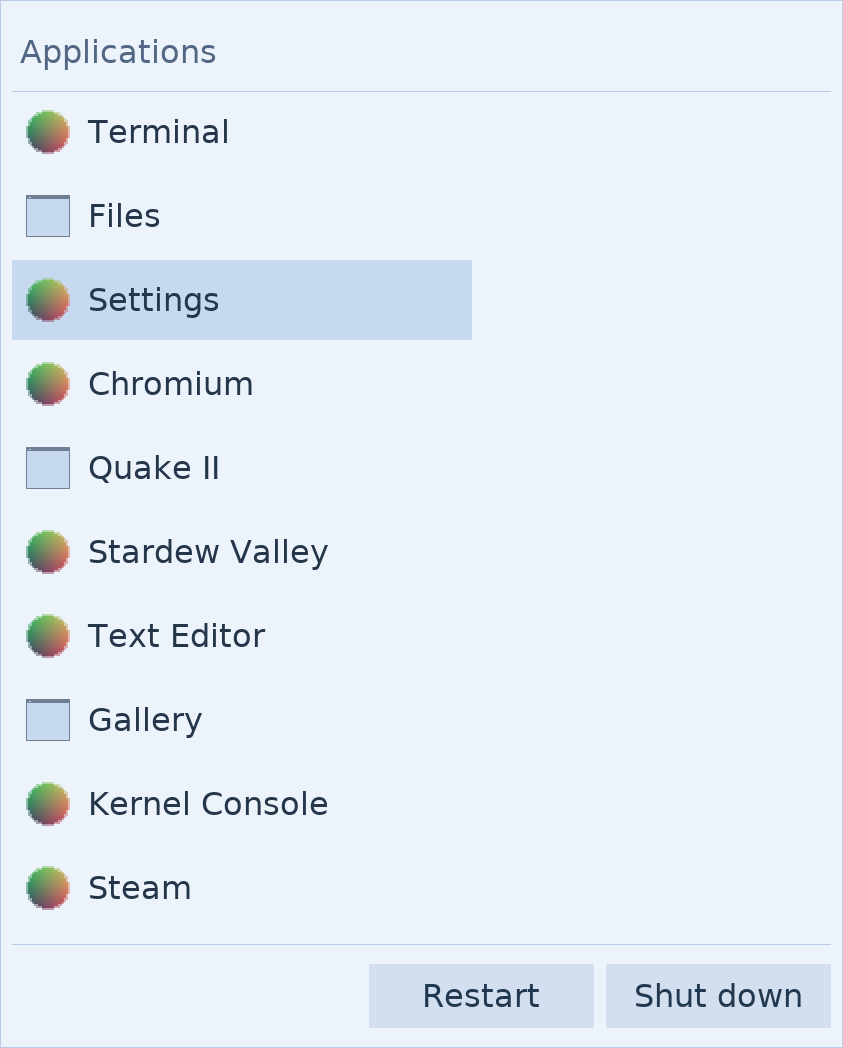 Applications
Terminal
Files
Settings
Chromium
Quake II
Stardew Valley
Text Editor
Gallery
Kernel Console
Steam
Restart Shut down